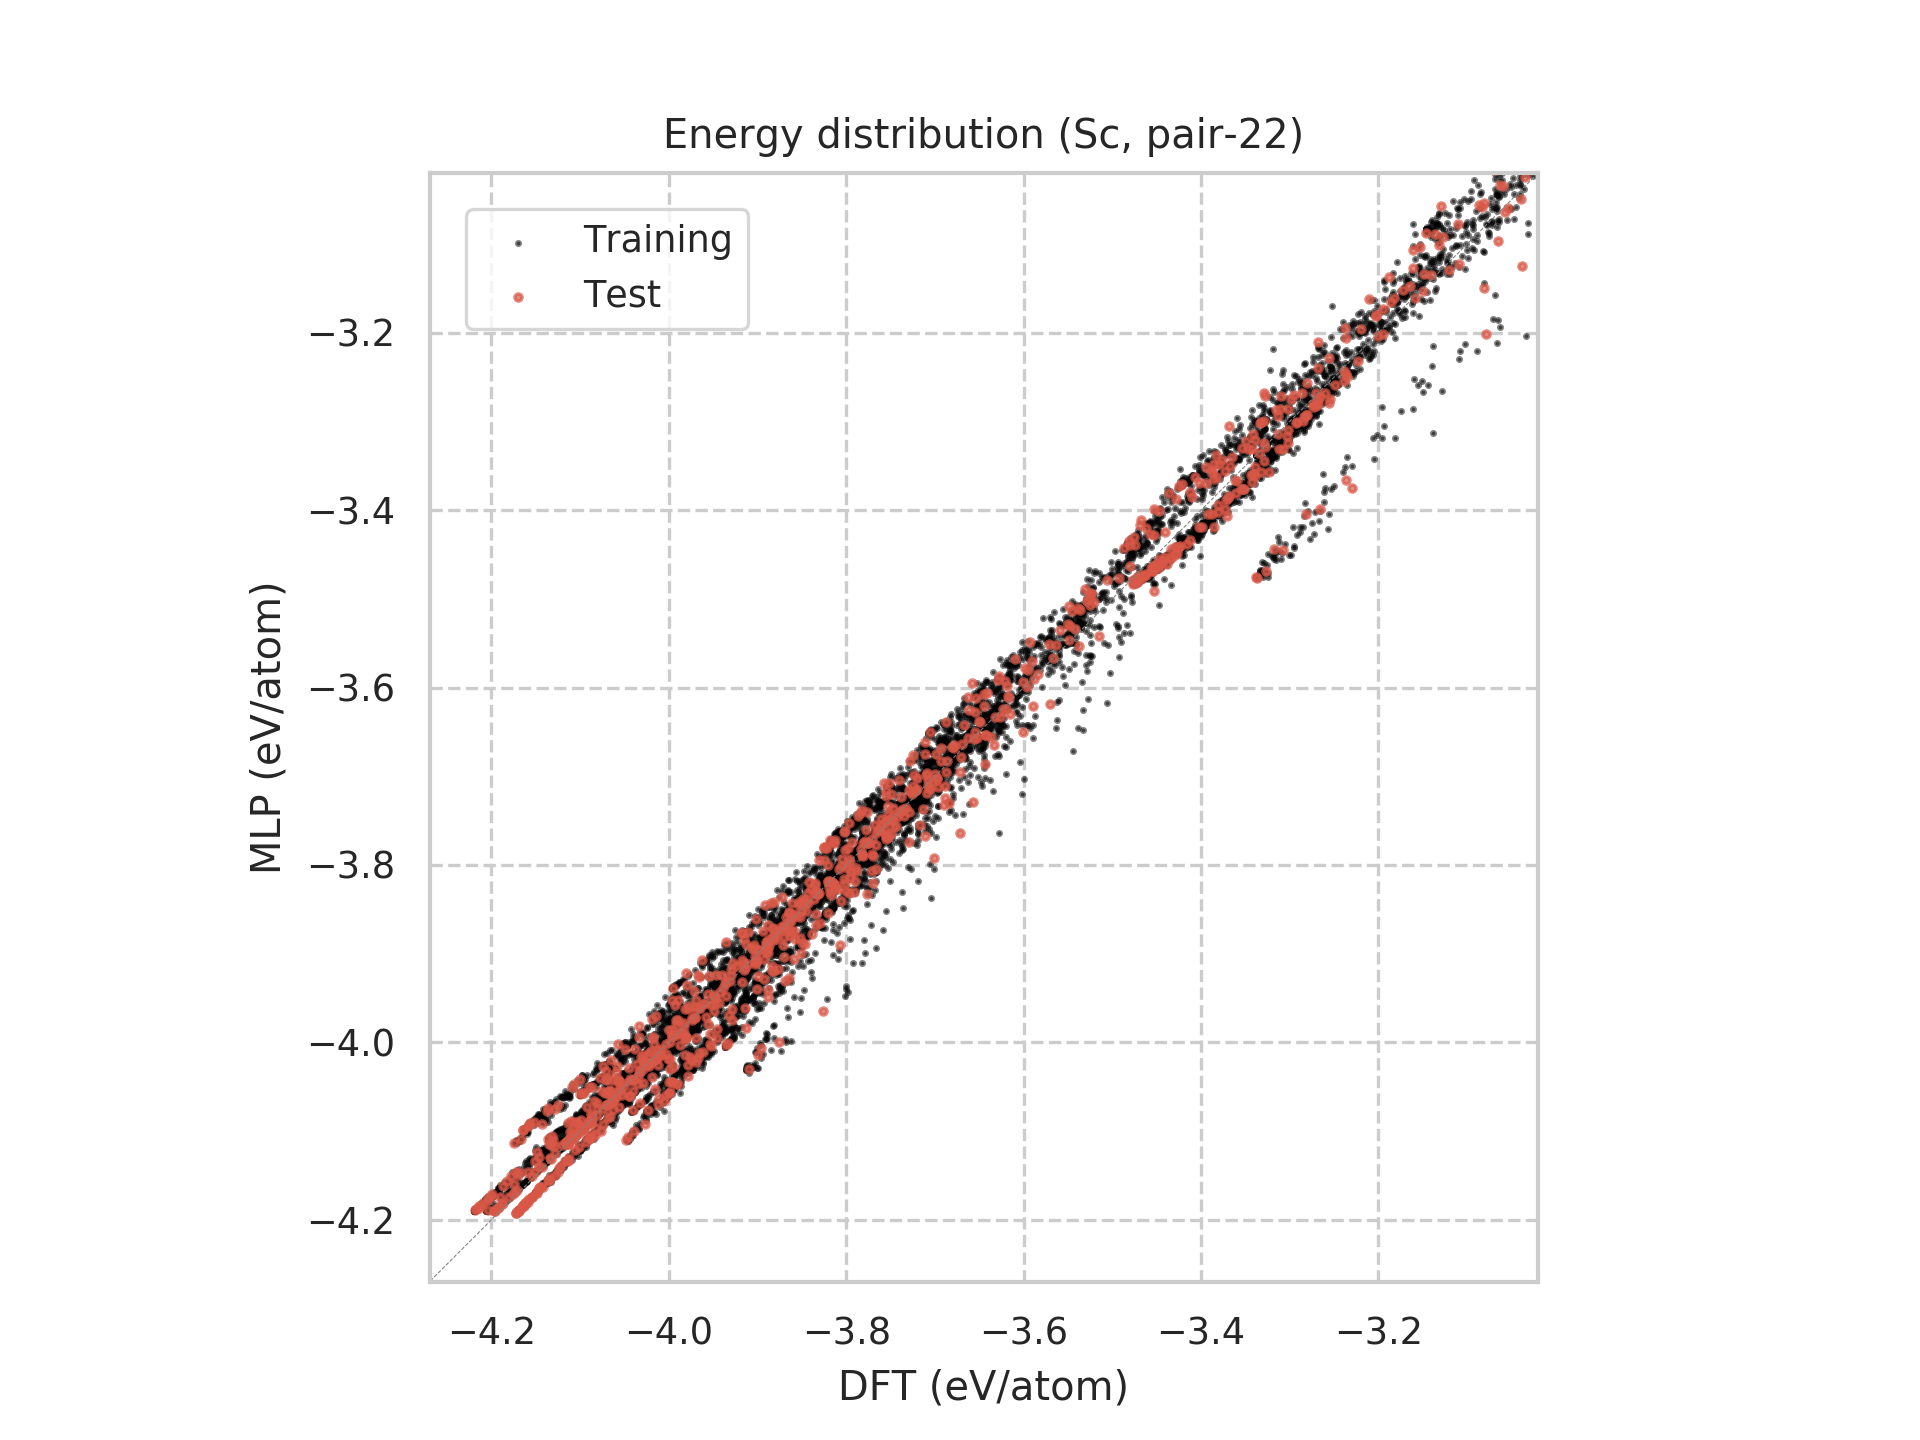 Energy distribution (Sc, pair-22)
Training
Test
−3.2
−3.4
−3.6
−3.8
−4.0
−4.2
MLP (eV/atom)
−4.2 −4.0 −3.8 −3.6 −3.4 −3.2
DFT (eV/atom)